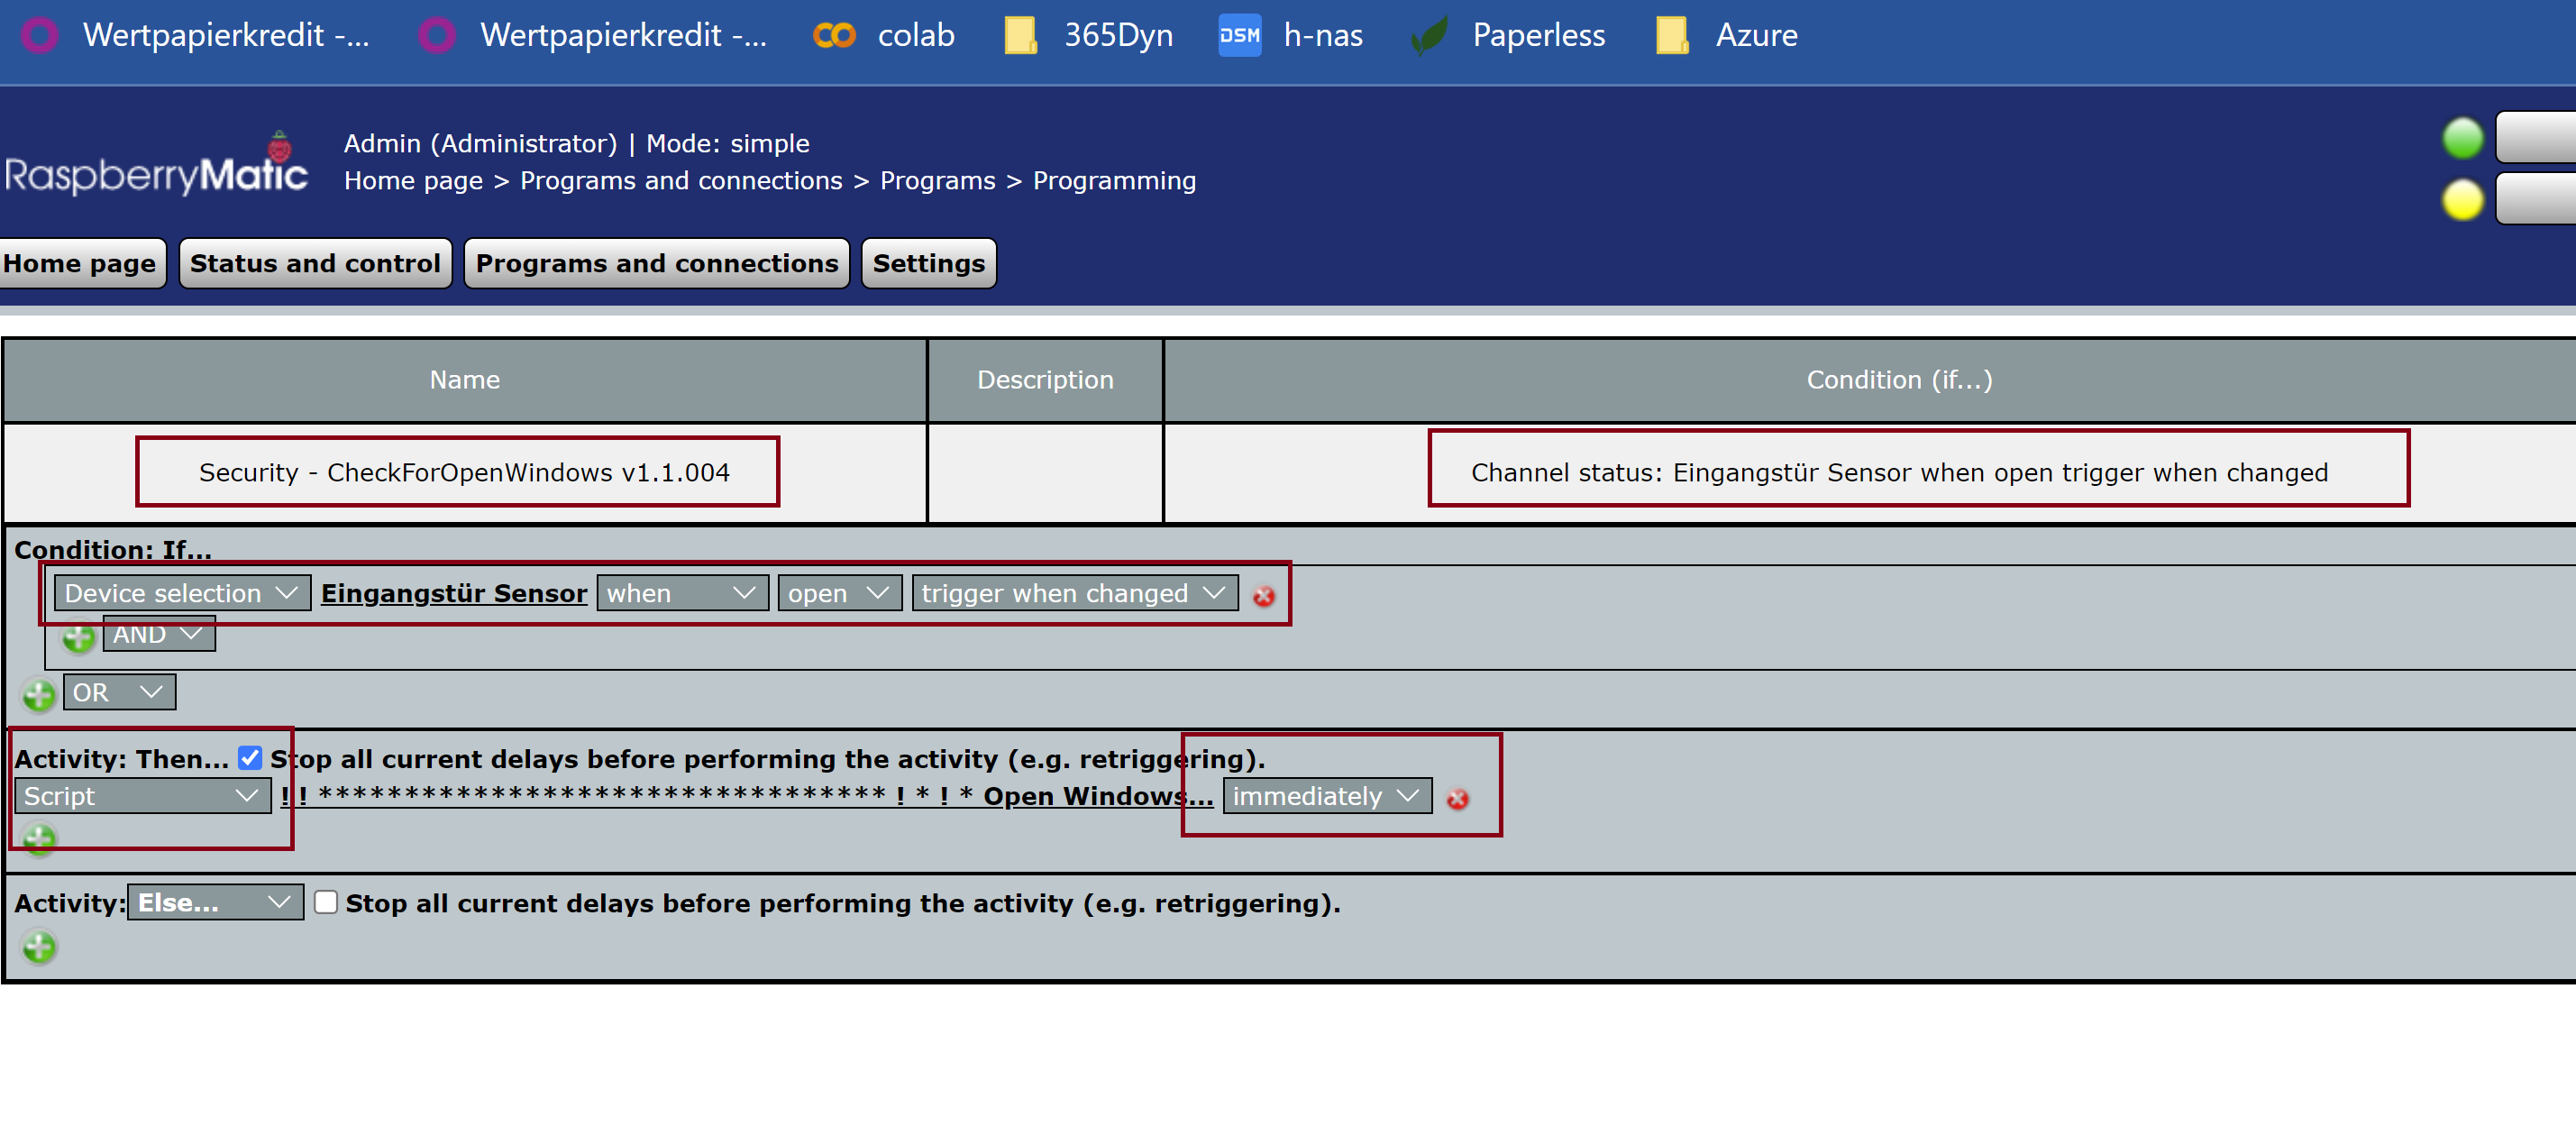 Wertpapierkredit -... Wertpapierkredit -... colab 365Dyn DSM h-nas Paperless Azure
RaspberryMatic
Admin (Administrator) | Mode: simple
Home page > Programs and connections > Programs > Programming
Home page Status and control Programs and connections Settings
Name Description Condition (if...)
Security - CheckForOpenWindows v1.1.004 Channel status: Eingangstür Sensor when open trigger when changed
Condition: If...
Device selection Eingangstür Sensor when open trigger when changed
AND
OR
Activity: Then... Stop all current delays before performing the activity (e.g. retriggering).
Script ! ! ********************************* ! * ! * Open Windows... immediately
Activity: Else... Stop all current delays before performing the activity (e.g. retriggering).